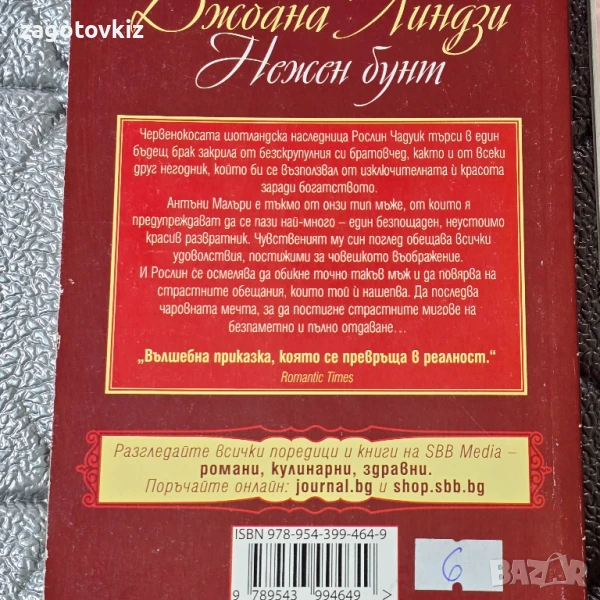 zagotovkiz
Джоана Линдзи
Нежен бунт
Червенокосата шотландска наследница Рослин Чадуик търси в един
бъдещ брак закрила от безскрупулния си братовчед, както и от всеки
друг негодник, който би се възползвал от изключителната ѝ красота
заради богатството.
Антъни Малъри е тъкмо от онзи тип мъже, от които я
предупреждават да се пази най-много – един безпощаден, неустоимо
красив развратник. Чувственият му син поглед обещава всички
удоволствия, постижими за човешкото въображение.
И Рослин се осмелява да обикне точно такъв мъж и да повярва на
страстните обещания, които той ѝ нашепва. Да последва
чаровната мечта, за да постигне страстните мигове на
безпаметно и пълно отдаване...
„Вълшебна приказка, която се превръща в реалност.“
Romantic Times
Разгледайте всички поредици и книги на SBB Media –
романи, кулинарни, здравни.
Поръчайте онлайн: journal.bg и shop.sbb.bg
ISBN 978-954-399-464-9
9 789543 994649 >
6
BAZAR